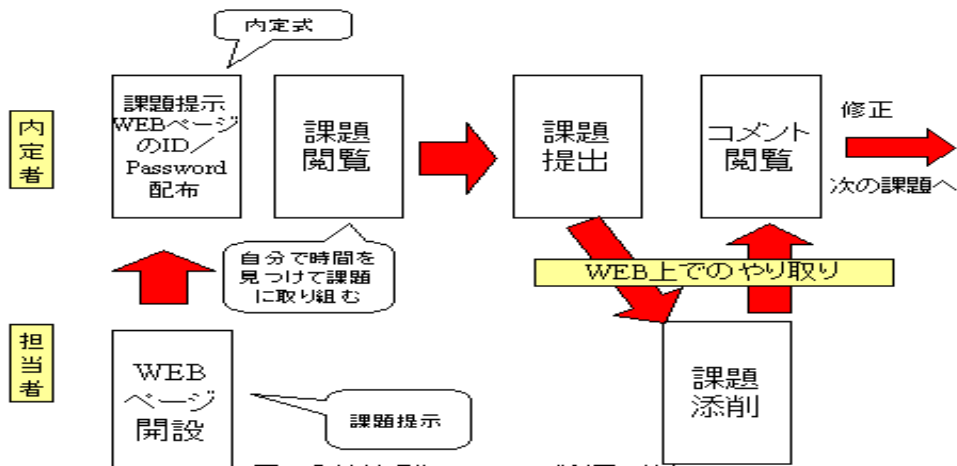 内定式
内
定
者
課題提示
WEBページ
のID／
Password
配布
課題
閲覧
課題
提出
コメント
閲覧
修正
次の課題へ
自分で時間を
見つけて課題
に取り組む
WEB上でのやり取り
担
当
者
WEB
ページ
開設
課題提示
課題
添削